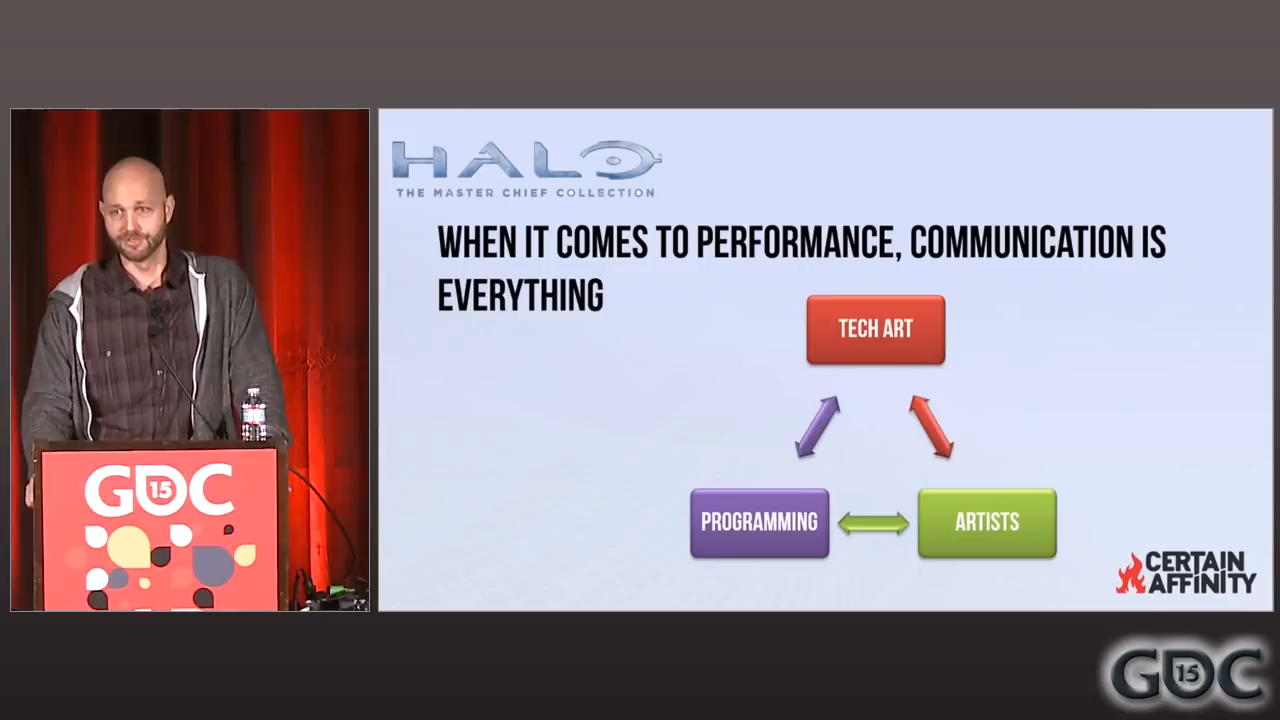 HALO
THE MASTER CHIEF COLLECTION
WHEN IT COMES TO PERFORMANCE, COMMUNICATION IS
EVERYTHING
TECH ART
PROGRAMMING
ARTISTS
CERTAIN
AFFINITY
GDC 15
GDC 15